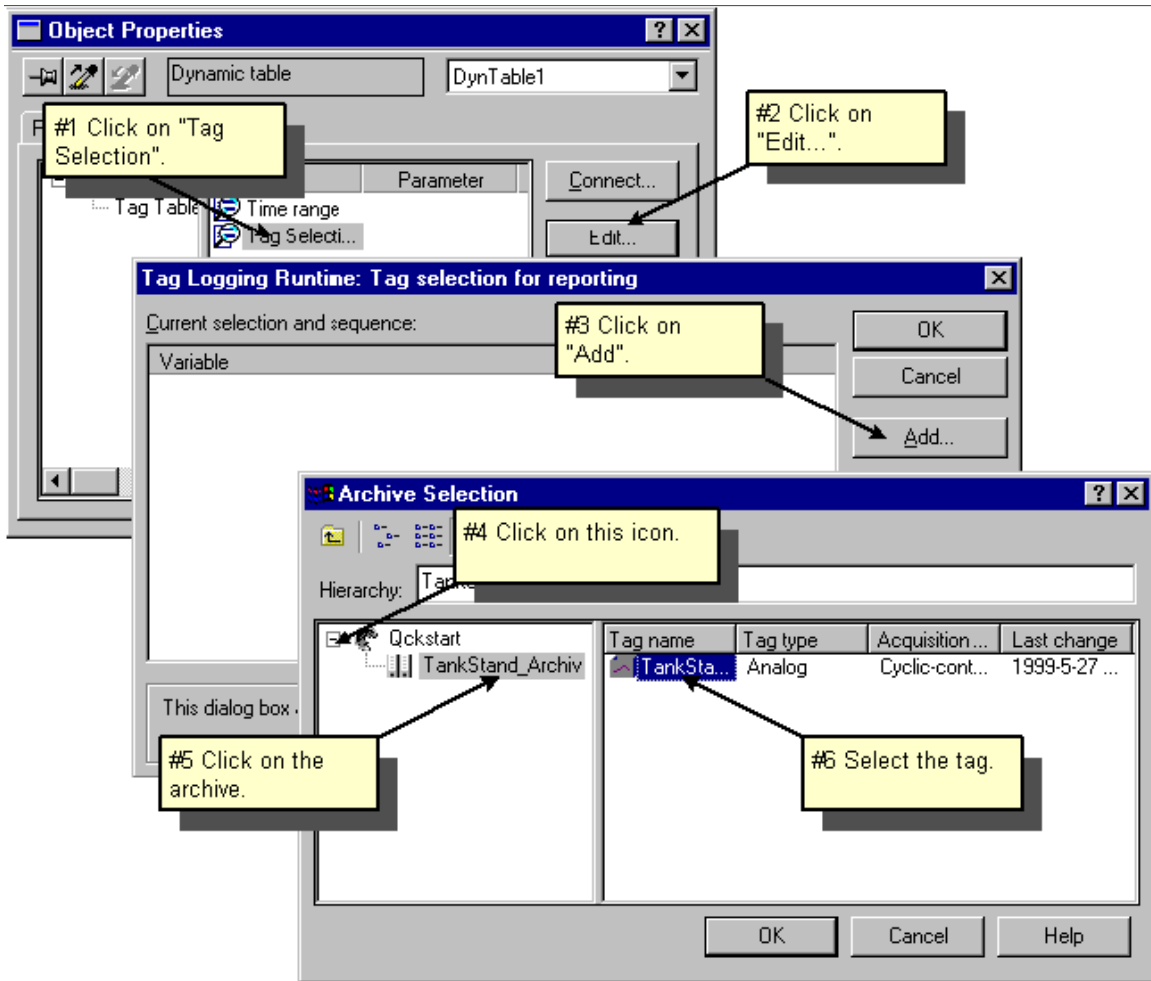 Object Properties
Dynamic table
DynTable1
#1 Click on "Tag
Selection".
#2 Click on
"Edit...".
Parameter
Connect...
Tag Table
Time range
Tag Selecti...
Edit...
Tag Logging Runtime: Tag selection for reporting
Current selection and sequence:
#3 Click on
"Add".
OK
Variable
Cancel
Add...
Archive Selection
#4 Click on this icon.
Hierarchy:
Qckstart
TankStand_Archiv
Tag name Tag type Acquisition ... Last change
TankSta... Analog Cyclic-cont... 1999-5-27 ...
This dialog box
#5 Click on the
archive.
#6 Select the tag.
OK Cancel Help